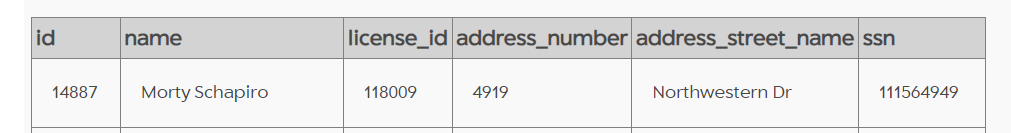 id name license_id address_number address_street_name ssn
14887 Morty Schapiro 118009 4919 Northwestern Dr 111564949